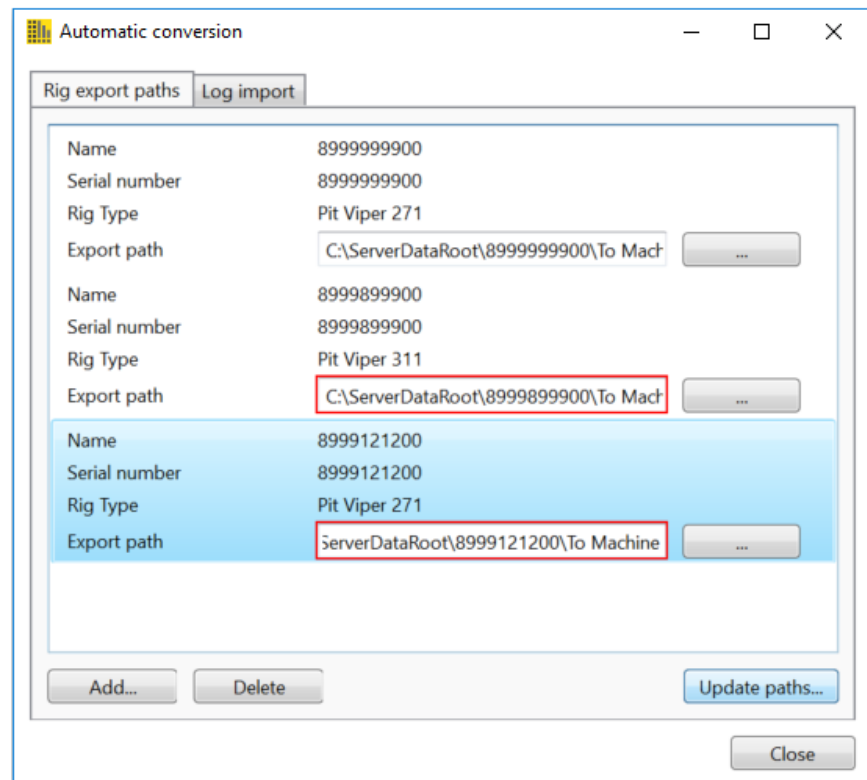 Automatic conversion
Rig export paths Log import
Name 8999999900
Serial number 8999999900
Rig Type Pit Viper 271
Export path C:\ServerDataRoot\8999999900\To Mach ...
Name 8999899900
Serial number 8999899900
Rig Type Pit Viper 311
Export path C:\ServerDataRoot\8999899900\To Mach ...
Name 8999121200
Serial number 8999121200
Rig Type Pit Viper 271
Export path ServerDataRoot\8999121200\To Machine ...
Add... Delete Update paths...
Close